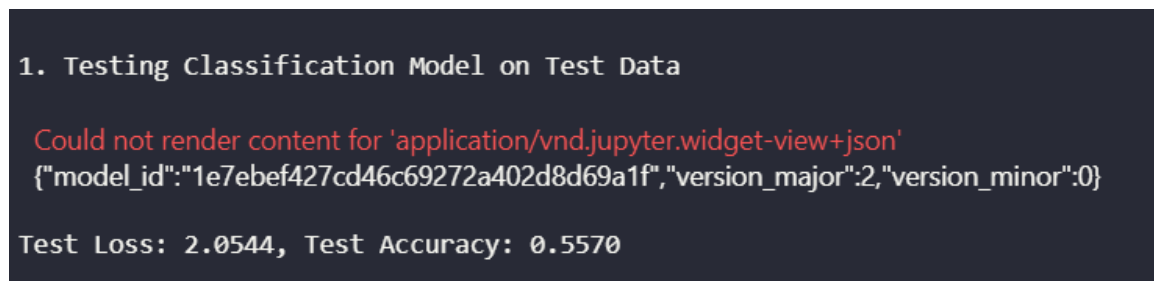 1. Testing Classification Model on Test Data
Could not render content for 'application/vnd.jupyter.widget-view+json'
{"model_id":"1e7ebef427cd46c69272a402d8d69a1f","version_major":2,"version_minor":0}
Test Loss: 2.0544, Test Accuracy: 0.5570